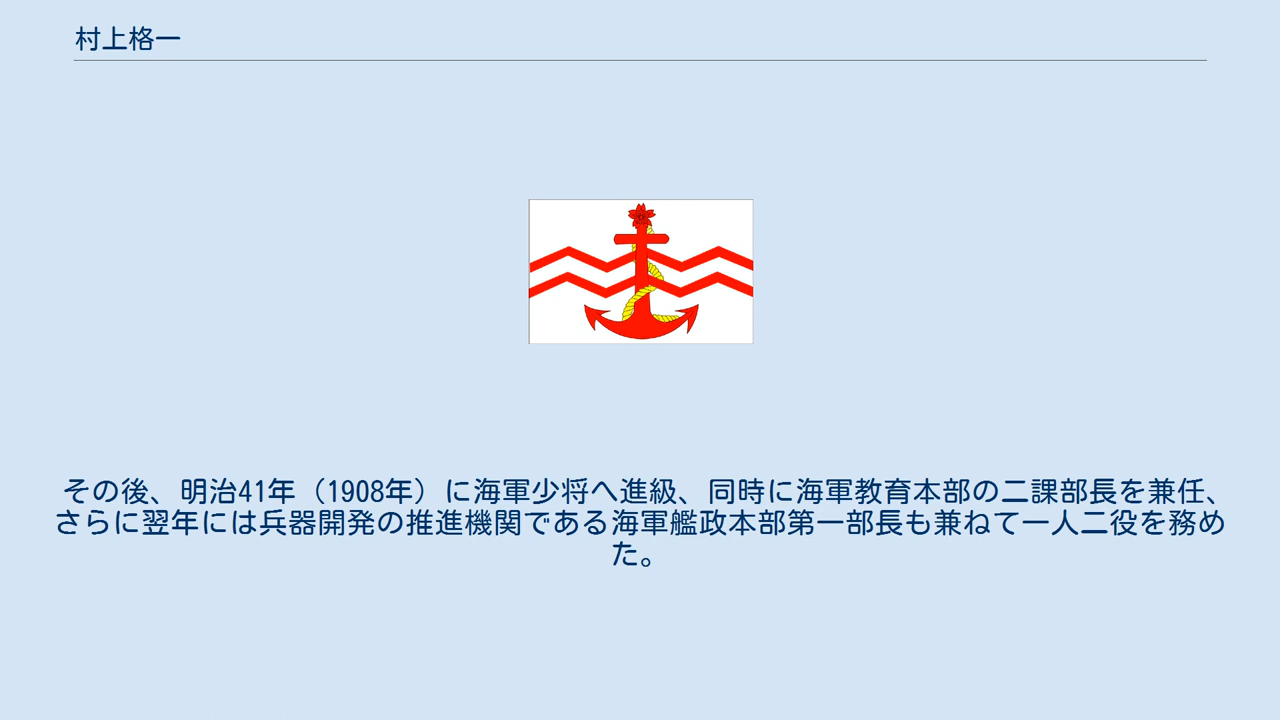 村上格一
その後、明治41年（1908年）に海軍少将へ進級、同時に海軍教育本部の二課部長を兼任、
さらに翌年には兵器開発の推進機関である海軍艦政本部第一部長も兼ねて一人二役を務め
た。